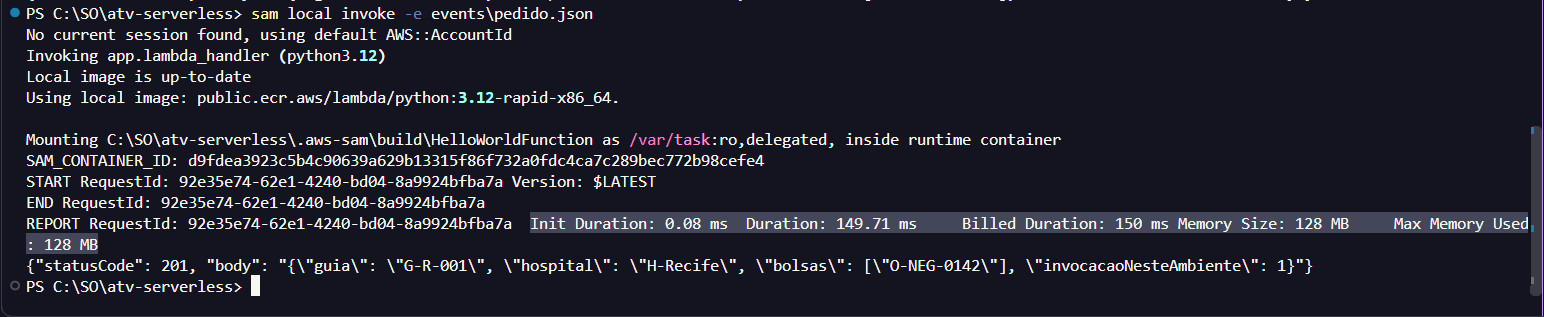 PS C:\SO\atv-serverless> sam local invoke -e events\pedido.json
No current session found, using default AWS::AccountId
Invoking app.lambda_handler (python3.12)
Local image is up-to-date
Using local image: public.ecr.aws/lambda/python:3.12-rapid-x86_64.
Mounting C:\SO\atv-serverless\.aws-sam\build\HelloWorldFunction as /var/task:ro,delegated, inside runtime container
SAM_CONTAINER_ID: d9fdea3923c5b4c90639a629b13315f86f732a0fdc4ca7c289bec772b98cefe4
START RequestId: 92e35e74-62e1-4240-bd04-8a9924bfba7a Version: $LATEST
END RequestId: 92e35e74-62e1-4240-bd04-8a9924bfba7a
REPORT RequestId: 92e35e74-62e1-4240-bd04-8a9924bfba7a  Init Duration: 0.08 ms  Duration: 149.71 ms     Billed Duration: 150 ms Memory Size: 128 MB     Max Memory Used
: 128 MB
{"statusCode": 201, "body": "{\"guia\": \"G-R-001\", \"hospital\": \"H-Recife\", \"bolsas\": [\"O-NEG-0142\"], \"invocacaoNesteAmbiente\": 1}"}
PS C:\SO\atv-serverless>